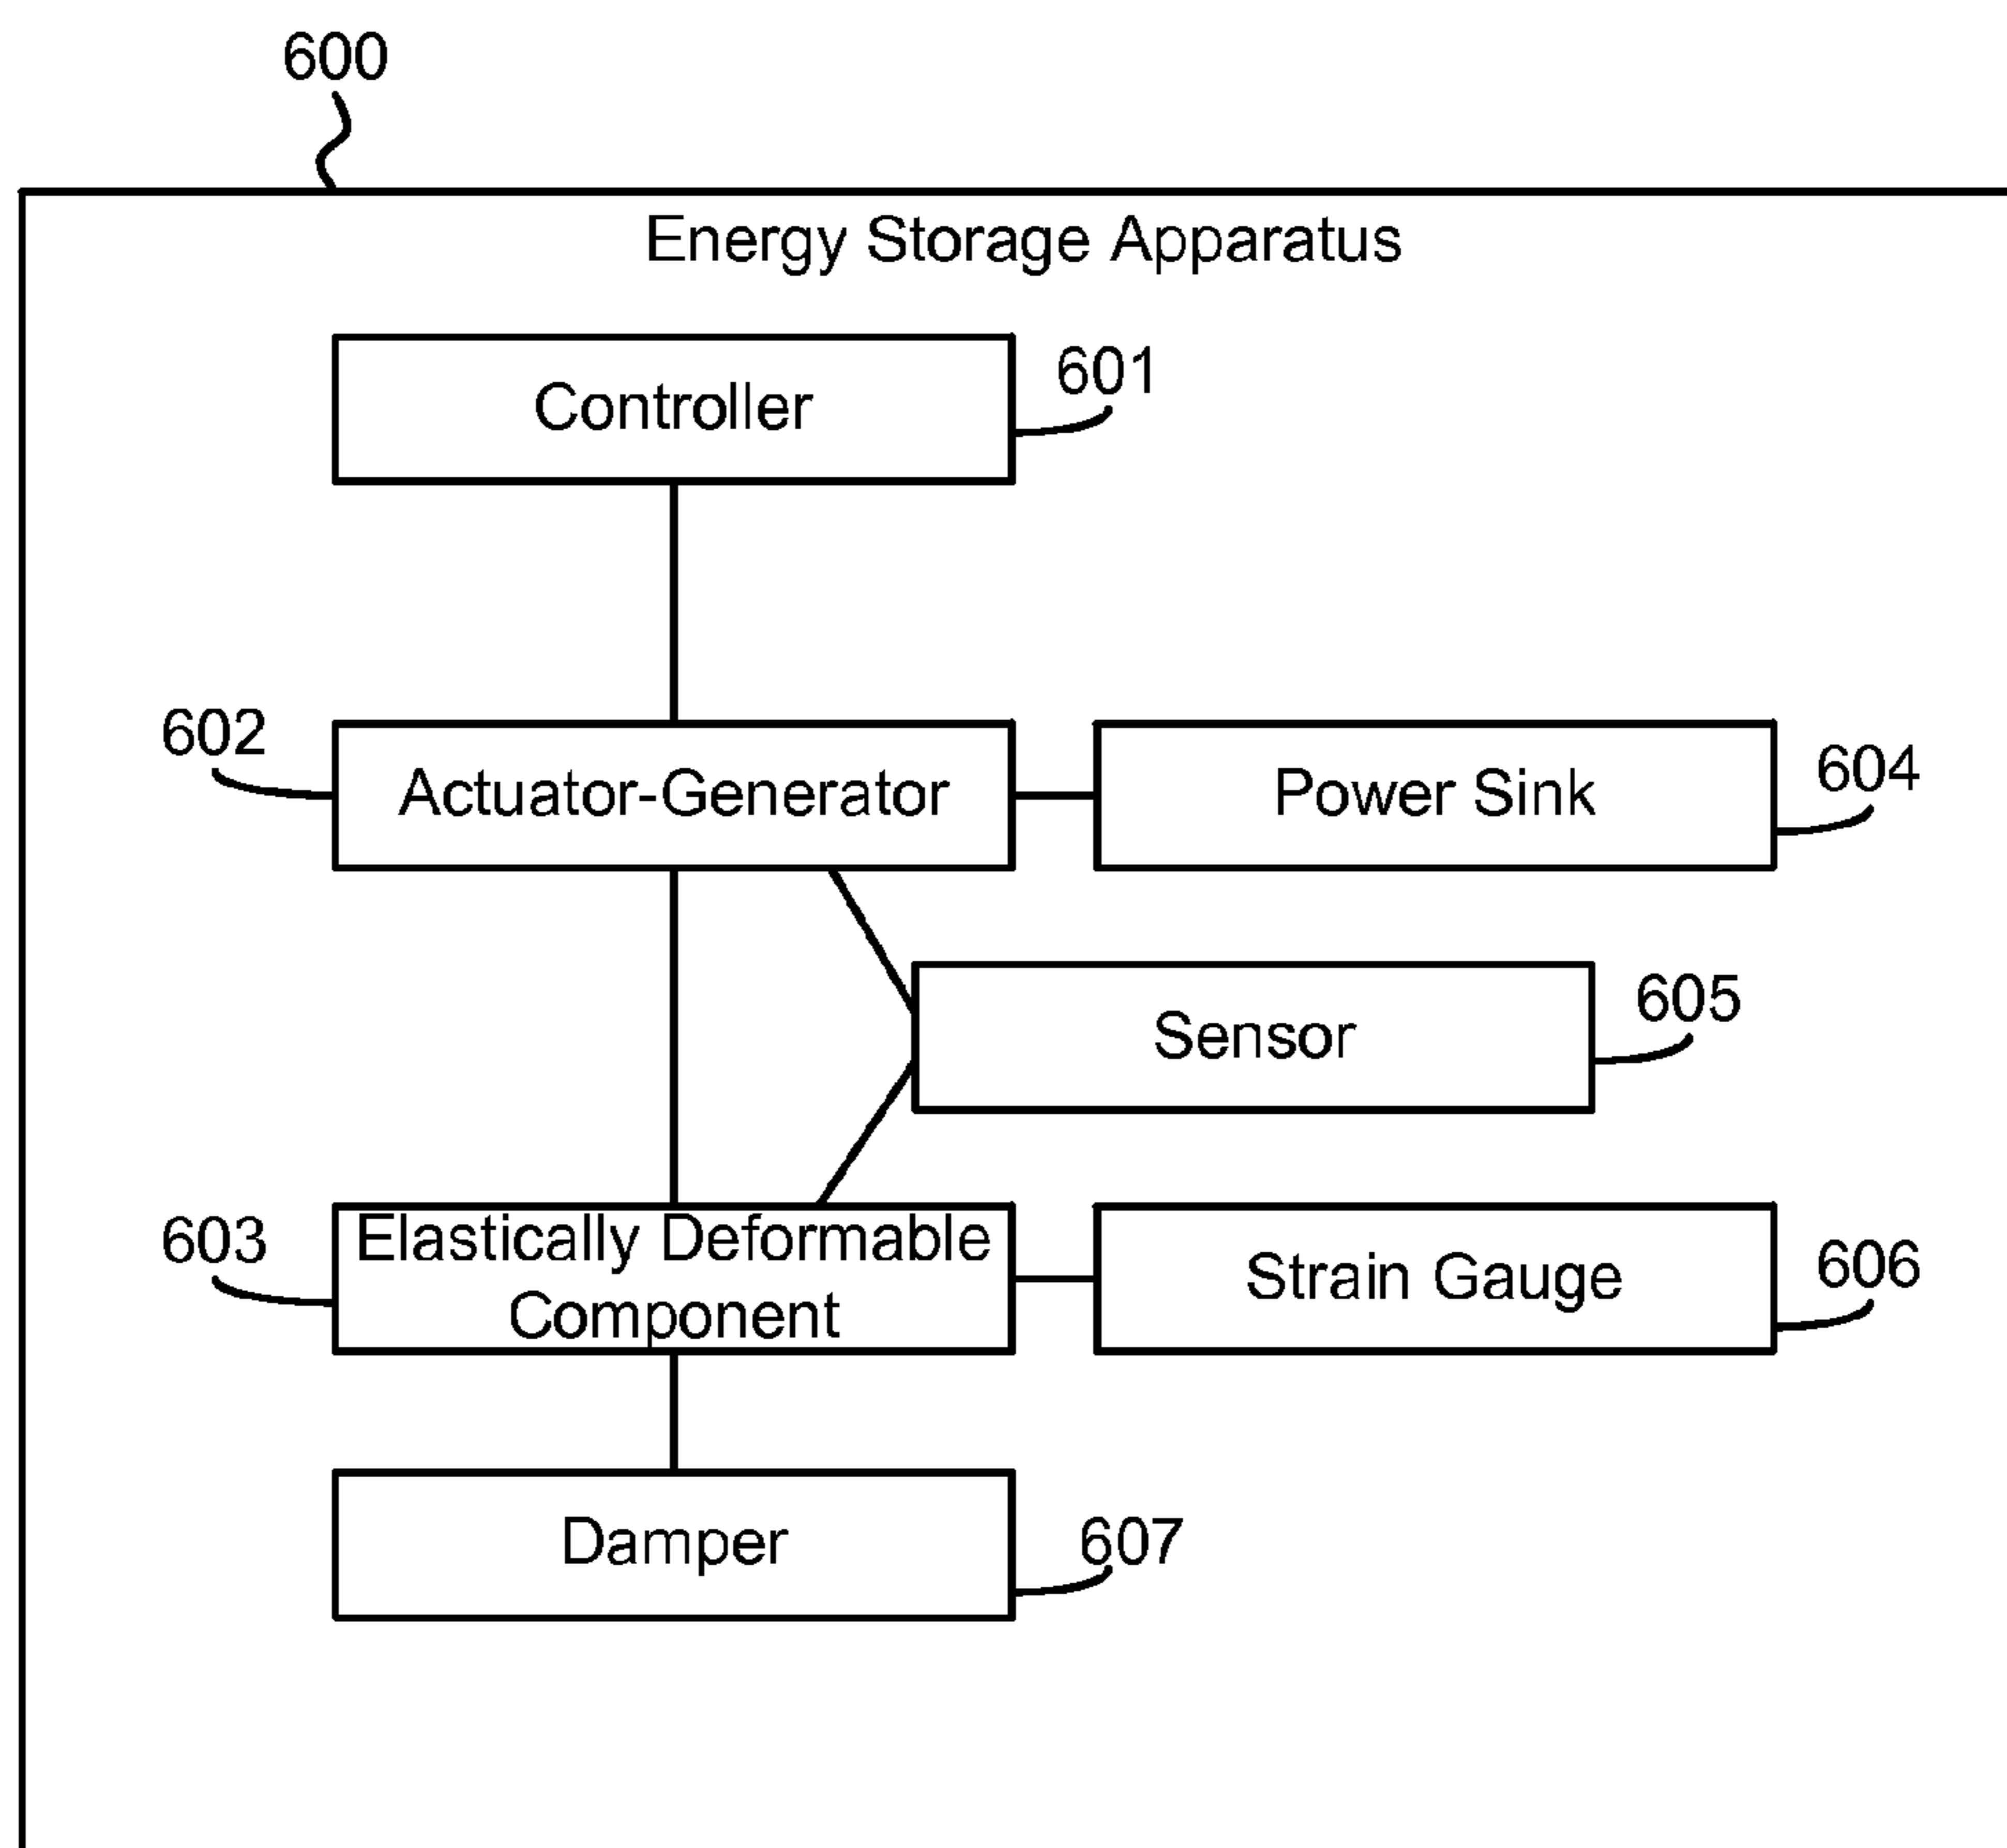 600
Energy Storage Apparatus
Controller
601
602
Actuator-Generator
Power Sink
604
Sensor
605
603
Elastically Deformable
Component
Strain Gauge
606
Damper
607